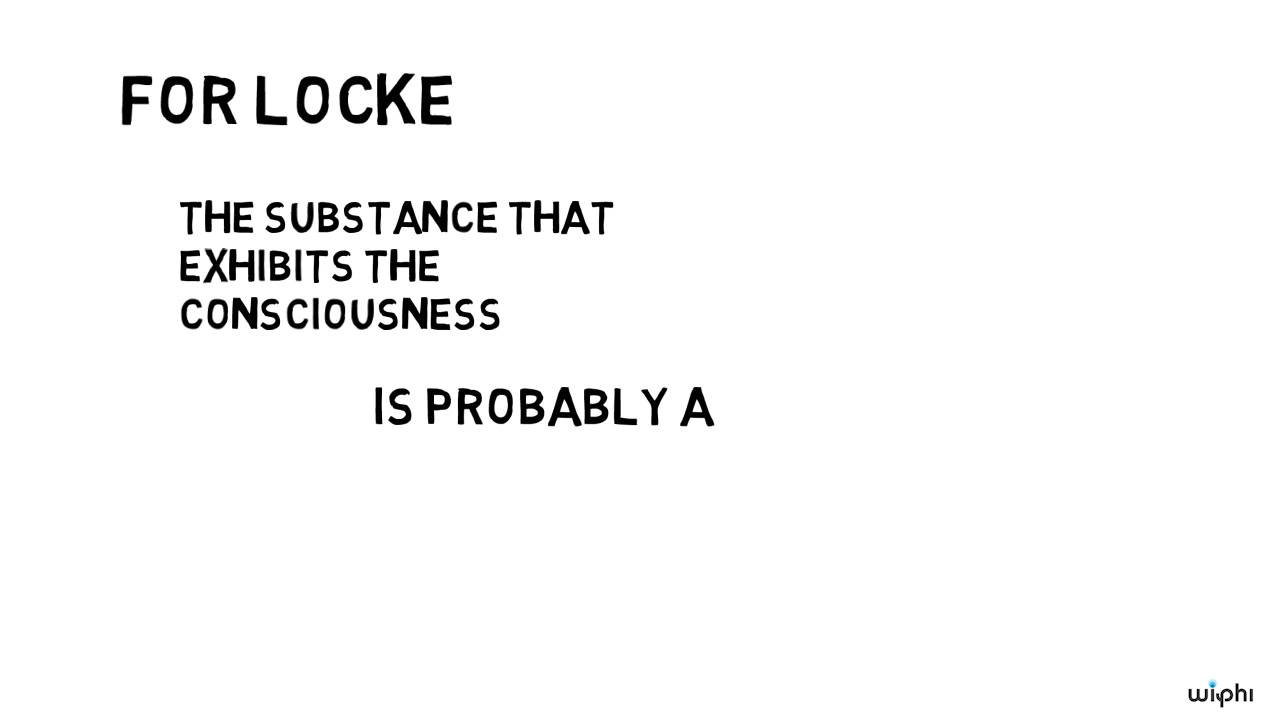 FOR LOCKE
THE SUBSTANCE THAT
EXHIBITS THE
CONSCIOUSNESS
IS PROBABLY A
wiphi